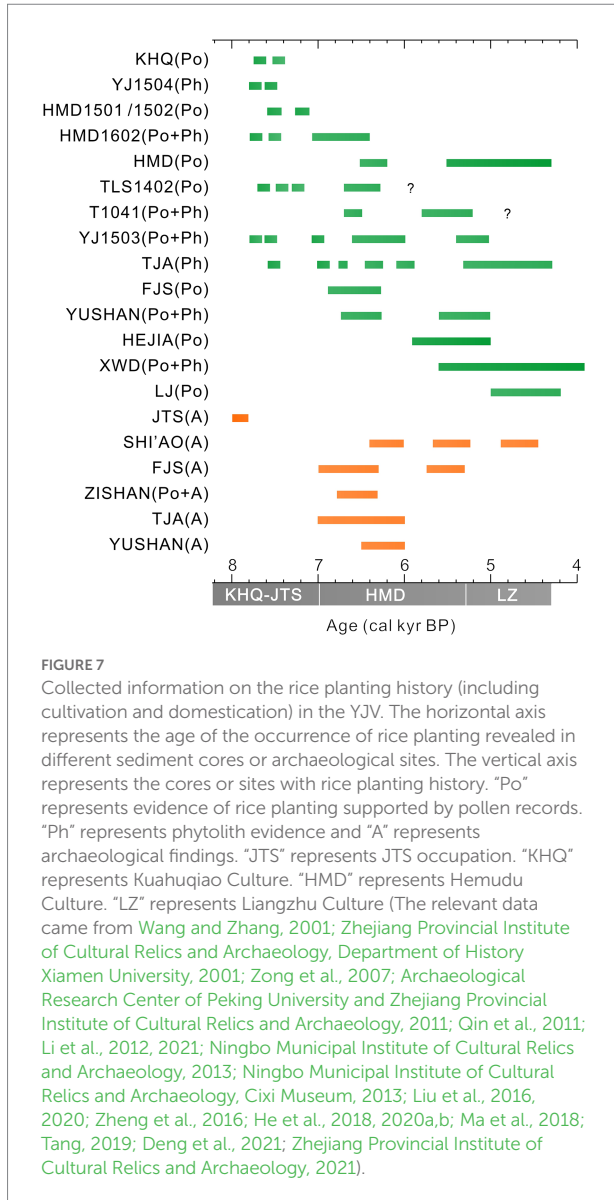 KHQ(Po)
YJ1504(Ph)
HMD1501 /1502(Po)
HMD1602(Po+Ph)
HMD(Po)
TLS1402(Po)
?
T1041(Po+Ph)
?
YJ1503(Po+Ph)
TJA(Ph)
FJS(Po)
YUSHAN(Po+Ph)
HEJIA(Po)
XWD(Po+Ph)
LJ(Po)
JTS(A)
SHI'AO(A)
FJS(A)
ZISHAN(Po+A)
TJA(A)
YUSHAN(A)
8 7 6 5 4
KHQ-JTS HMD LZ
Age (cal kyr BP)
FIGURE 7
Collected information on the rice planting history (including
cultivation and domestication) in the YJV. The horizontal axis
represents the age of the occurrence of rice planting revealed in
different sediment cores or archaeological sites. The vertical axis
represents the cores or sites with rice planting history. “Po”
represents evidence of rice planting supported by pollen records.
“Ph” represents phytolith evidence and “A” represents
archaeological findings. “JTS” represents JTS occupation. “KHQ”
represents Kuahuqiao Culture. “HMD” represents Hemudu
Culture. “LZ” represents Liangzhu Culture (The relevant data
came from Wang and Zhang, 2001; Zhejiang Provincial Institute
of Cultural Relics and Archaeology, Department of History
Xiamen University, 2001; Zong et al., 2007; Archaeological
Research Center of Peking University and Zhejiang Provincial
Institute of Cultural Relics and Archaeology, 2011; Qin et al., 2011;
Li et al., 2012, 2021; Ningbo Municipal Institute of Cultural Relics
and Archaeology, 2013; Ningbo Municipal Institute of Cultural
Relics and Archaeology, Cixi Museum, 2013; Liu et al., 2016,
2020; Zheng et al., 2016; He et al., 2018, 2020a,b; Ma et al., 2018;
Tang, 2019; Deng et al., 2021; Zhejiang Provincial Institute of
Cultural Relics and Archaeology, 2021).